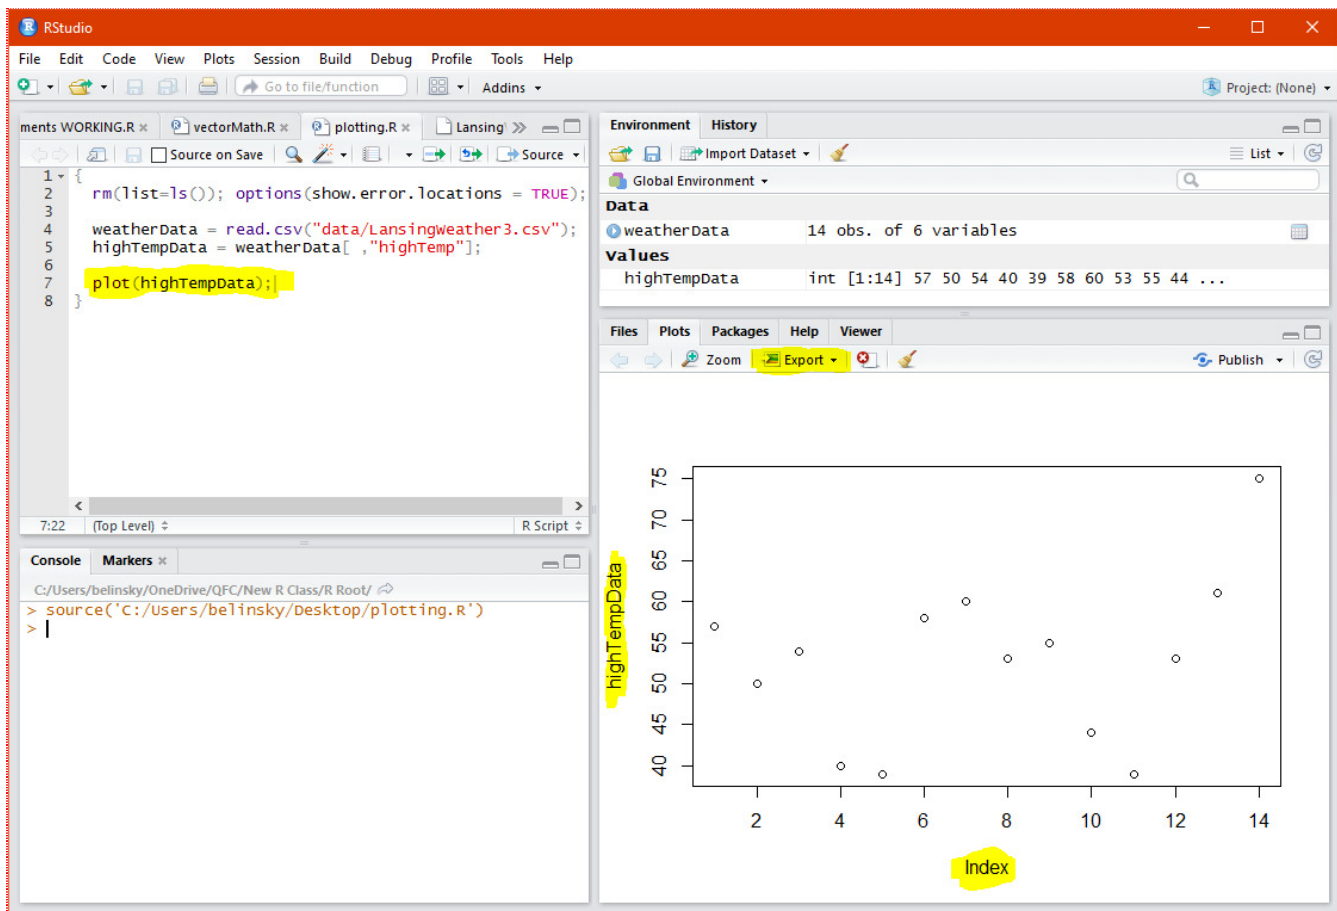 RStudio
File Edit Code View Plots Session Build Debug Profile Tools Help
Go to file/function Addins Project: (None)
ments WORKING.R vectorMath.R plotting.R Lansing
Source on Save Source
1 {
2 rm(list=ls()); options(show.error.locations = TRUE);
3
4 weatherData = read.csv("data/LansingWeather3.csv");
5 highTempData = weatherData[ ,"highTemp"];
6
7 plot(highTempData);
8 }
7:22 (Top Level) R Script
Console Markers
C:/Users/belinsky/OneDrive/QFC/New R Class/R Root/
> source('C:/Users/belinsky/Desktop/plotting.R')
>
Environment History
Import Dataset List
Global Environment
Data
weatherData 14 obs. of 6 variables
Values
highTempData int [1:14] 57 50 54 40 39 58 60 53 55 44 ...
Files Plots Packages Help Viewer
Zoom Export Publish
highTempData
75
70
65
60
55
50
45
40
2 4 6 8 10 12 14
Index